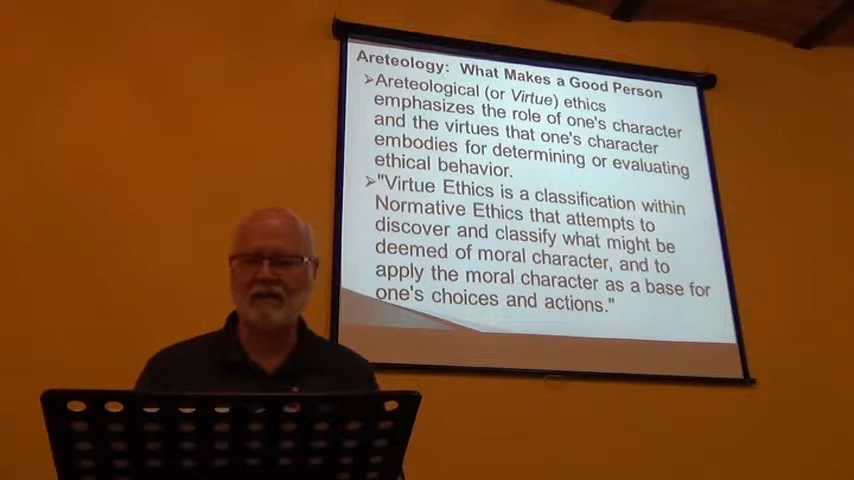 Areteology: What Makes a Good Person
➢Areteological (or Virtue) ethics
emphasizes the role of one's character
and the virtues that one's character
embodies for determining or evaluating
ethical behavior.
➢"Virtue Ethics is a classification within
Normative Ethics that attempts to
discover and classify what might be
deemed of moral character, and to
apply the moral character as a base for
one's choices and actions."